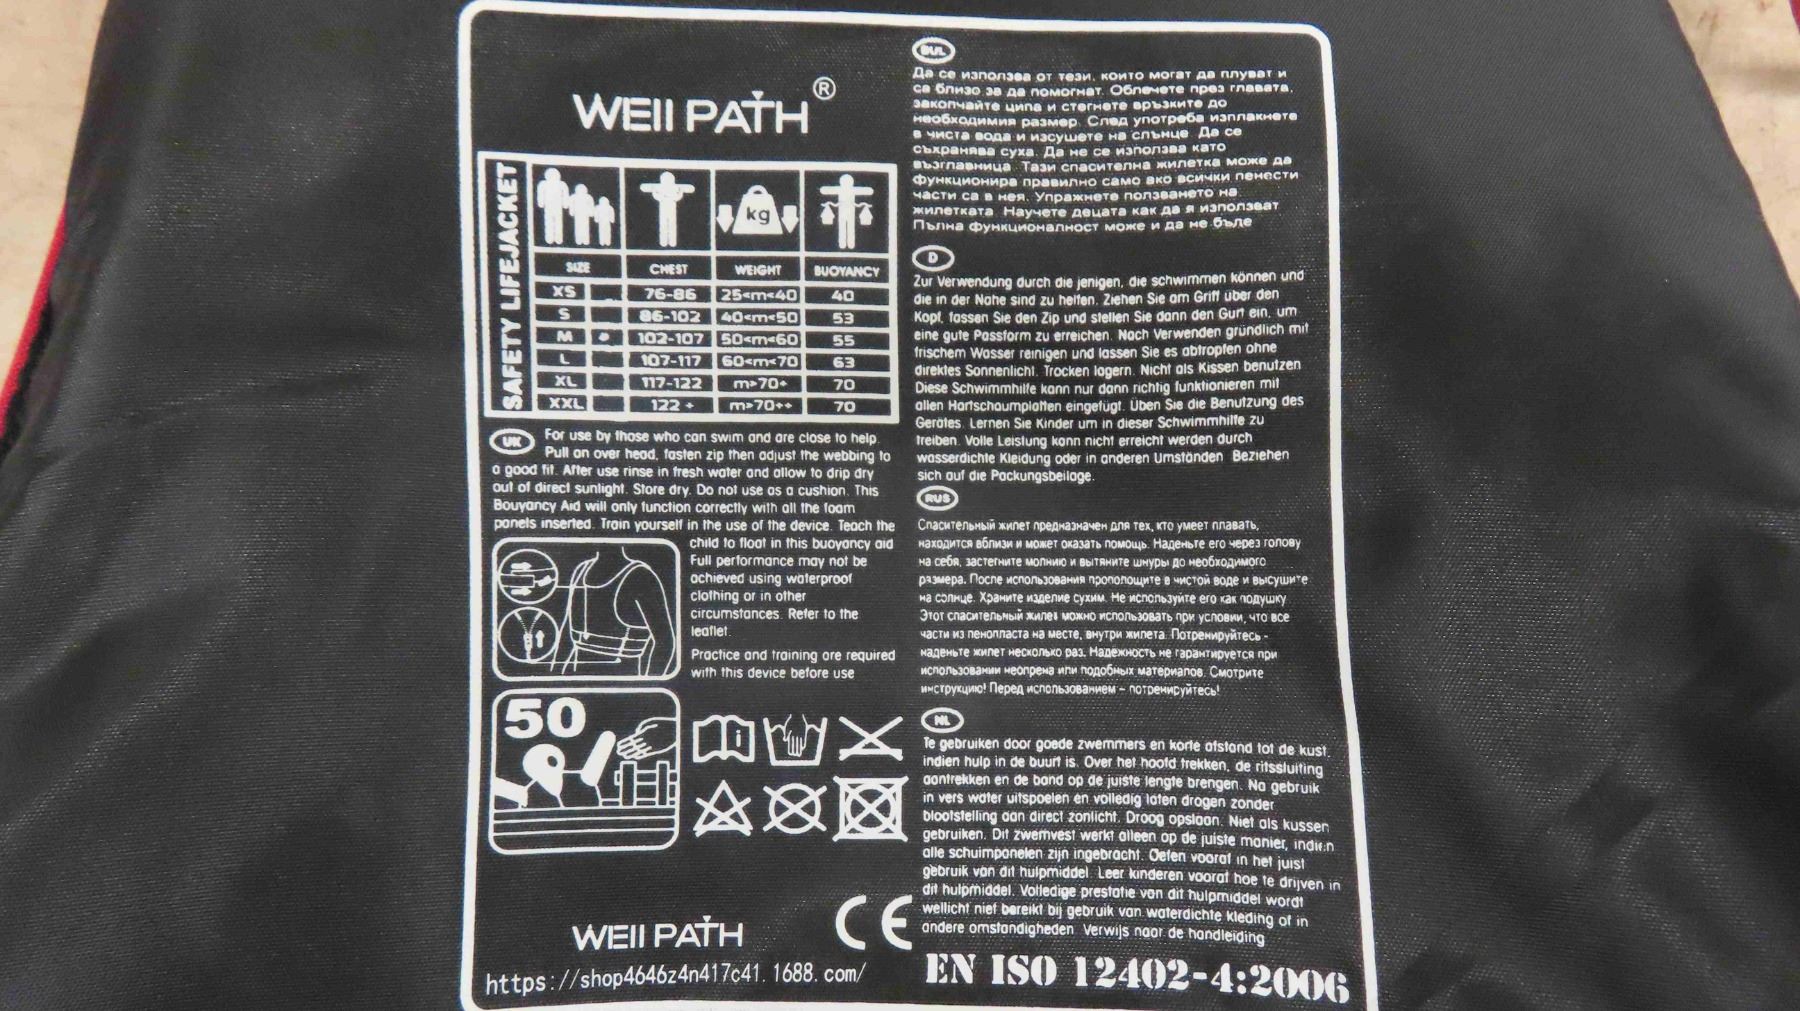 WEII PATH ®
SAFETY LIFEJACKET
kg
SIZE CHEST WEIGHT BUOYANCY
XS 76-86 25<m<40 40
S 86-102 40<m<50 53
M 102-107 50<m<60 55
L 107-117 60<m<70 63
XL 117-122 m>70+ 70
XXL 122 + m>70++ 70
UK For use by those who can swim and are close to help.
Pull on over head, fasten zip then adjust the webbing to
a good fit. After use rinse in fresh water and allow to drip dry
out of direct sunlight. Store dry. Do not use as a cushion. This
Bouyancy Aid will only function correctly with all the foam
panels inserted. Train yourself in the use of the device. Teach the
child to float in this buoyancy aid
Full performance may not be
achieved using waterproof
clothing or in other
circumstances. Refer to the
leaflet.
Practice and training are required
with this device before use
50
WEII PATH
CE
https://shop4646z4n417c41.1688.com/
BUL
Да се използва от тези, които могат да плуват и
са близо за да помогнат. Облечете през главата,
закопчайте ципа и стегнете връзките до
необходимия размер. След употреба изплакнете
в чиста вода и изсушете на слънце. Да се
съхранява суха. Да не се използва като
възглавница. Тази спасителна жилетка може да
функционира правилно само ако всички пенести
части са в нея. Упражнете ползването на
жилетката. Научете децата как да я използват
Пълна функционалност може и да не бъле
D
Zur Verwendung durch die jenigen, die schwimmen können und
die in der Nahe sind zu helfen. Ziehen Sie am Griff über den
Kopf, fassen Sie den Zip und stellen Sie dann den Gurt ein, um
eine gute Passform zu erreichen. Nach Verwenden gründlich mit
frischem Wasser reinigen und lassen Sie es abtropfen ohne
direktes Sonnenlicht. Trocken lagern. Nicht als Kissen benutzen
Diese Schwimmhilfe kann nur dann richtig funktionieren mit
allen Hartschaumplatten eingefügt. Üben Sie die Benutzung des
Gerätes. Lernen Sie Kinder um in dieser Schwimmhilfe zu
treiben. Volle Leistung kann nicht erreicht werden durch
wasserdichte Kleidung oder in anderen Umständen Beziehen
sich auf die Packungsbeilage.
RUS
Спасительный жилет предназначен для тех, кто умеет плавать,
находится вблизи и может оказать помощь. Наденьте его через голову
на себя, застегните молнию и вытяните шнуры до необходимого
размера. После использования прополощите в чистой воде и высушите
на солнце. Храните изделие сухим. Не используйте его как подушку
Этот спасительный жилет можно использовать при условии, что все
части из пенопласта на месте, внутри жилета. Потренируйтесь -
наденьте жилет несколько раз. Надежность не гарантируется при
использовании неопрена или подобных материалов. Смотрите
инструкцию! Перед использованием - потренируйтесь!
NL
Te gebruiken door goede zwemmers en korte afstand tot de kust,
indien hulp in de buurt is. Over het hoofd trekken, de ritssluiting
aantrekken en de band op de juiste lengte brengen. Na gebruik
in vers water uitspoelen en volledig laten drogen zonder
blootstelling aan direct zonlicht. Droog opslaan. Niet als kussen
gebruiken. Dit zwemvest werkt alleen op de juiste manier, indien
alle schuimpanelen zijn ingebracht. Oefen vooraf in het juist
gebruik van dit hulpmiddel. Leer kinderen vooraf hoe te drijven in
dit hulpmiddel. Volledige prestatie van dit hulpmiddel wordt
wellicht niet bereikt bij gebruik van waterdichte kleding of in
andere omstandigheden Verwijs naar de handleiding
EN ISO 12402-4:2006